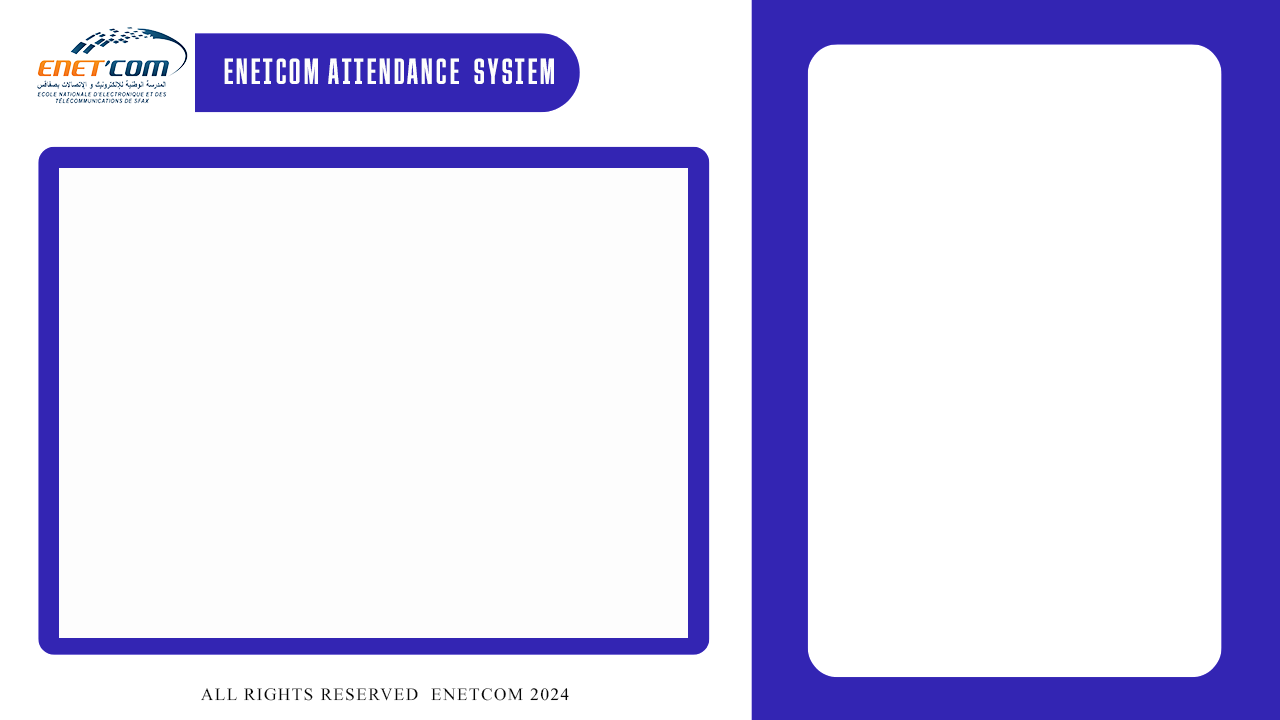 ENET'COM
المدرسة الوطنية للإلكترونيك و الإتصالات بصفاقس
ECOLE NATIONALE D'ELECTRONIQUE ET DES
TÉLÉCOMMUNICATIONS DE SFAX
ENETCOM ATTENDANCE SYSTEM
ALL RIGHTS RESERVED ENETCOM 2024